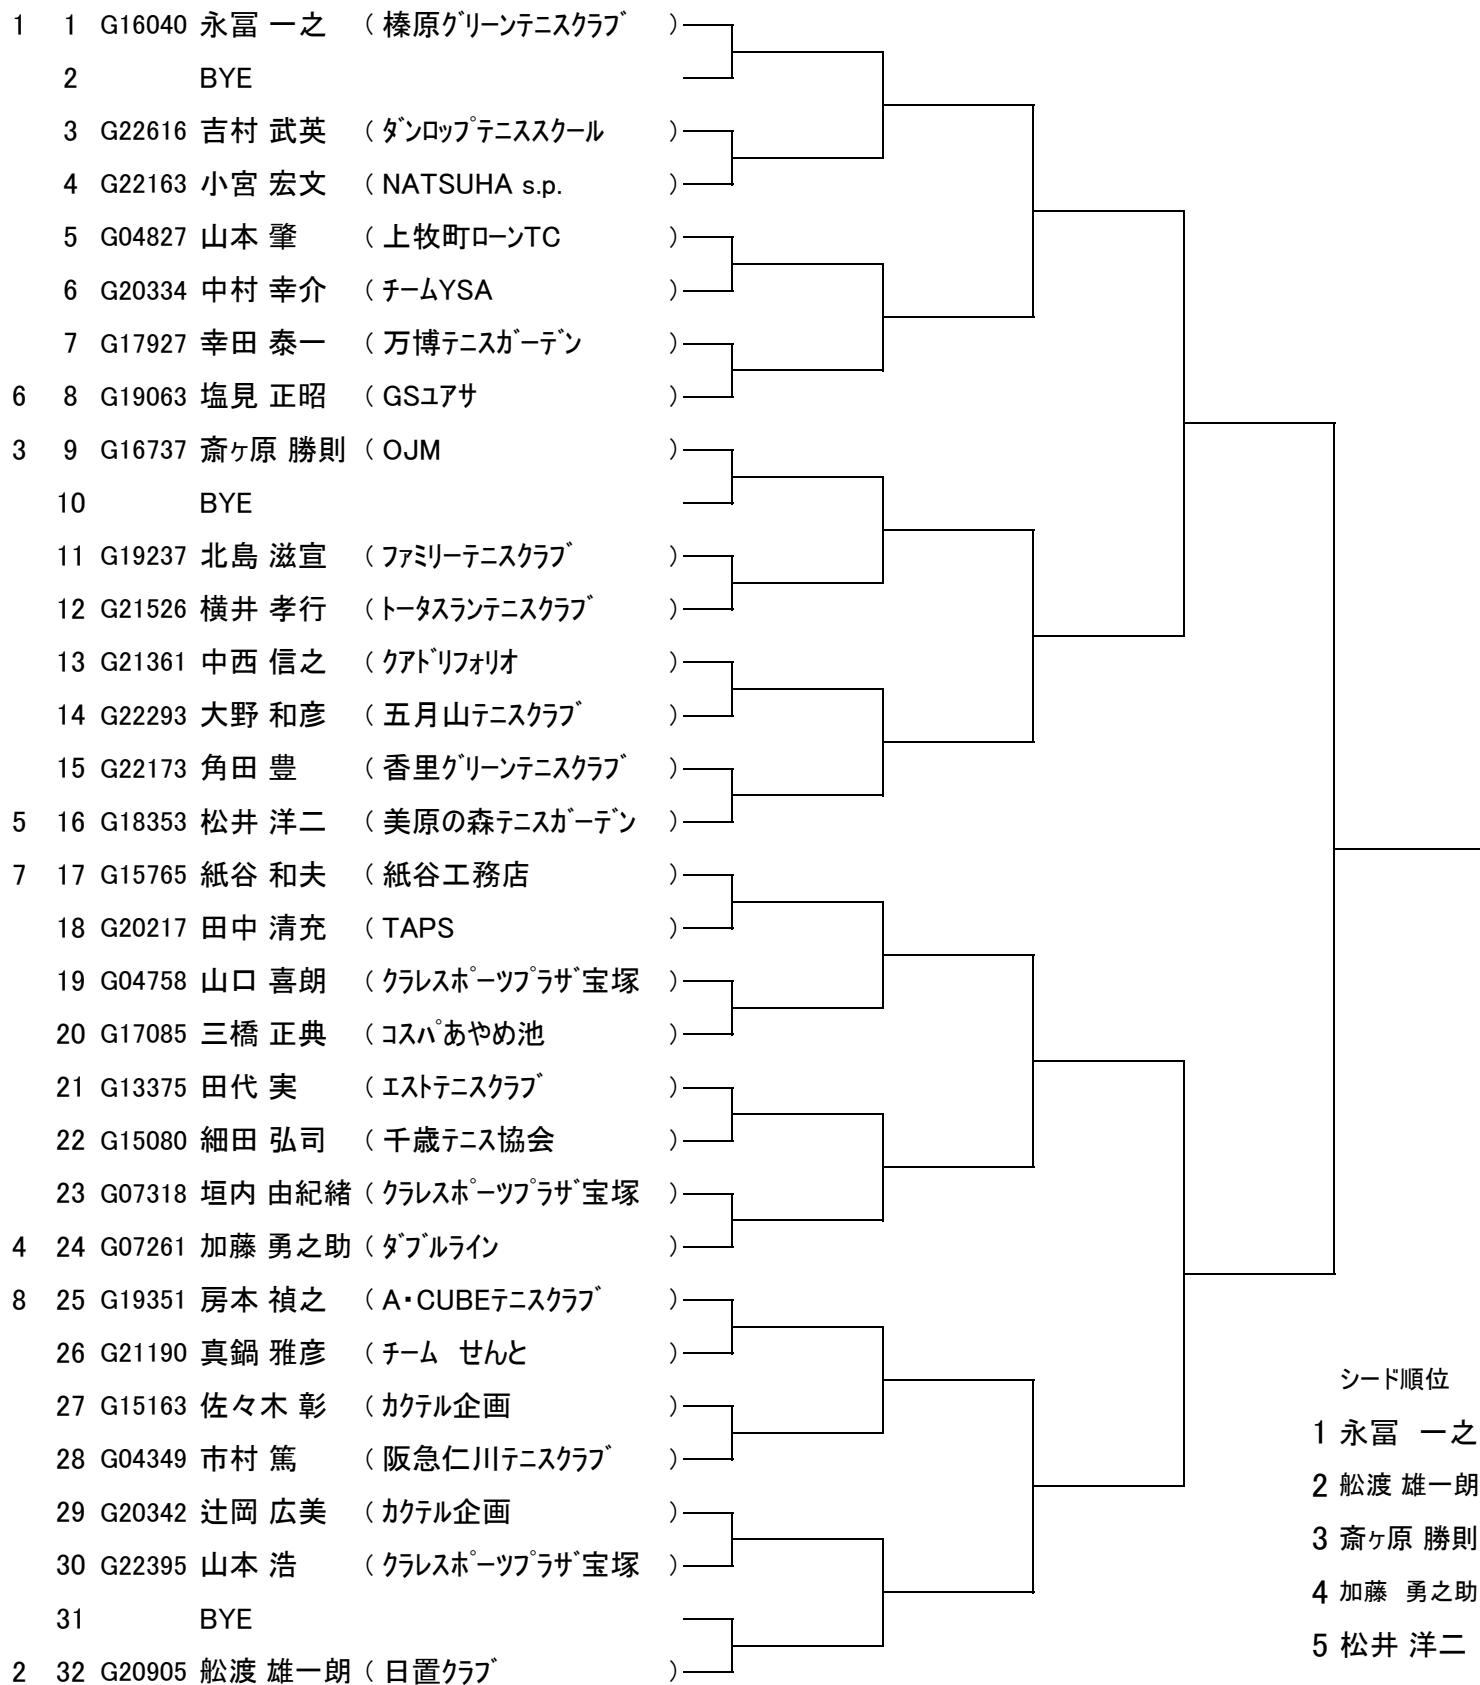 1 1 G16040 永冨 一之 ( 榛原ｸﾞﾘｰﾝﾃﾆｽｸﾗﾌﾞ )
2 BYE
3 G22616 吉村 武英 ( ﾀﾞﾝﾛｯﾌﾟﾃﾆｽｽｸｰﾙ )
4 G22163 小宮 宏文 ( NATSUHA s.p. )
5 G04827 山本 肇 ( 上牧町ﾛｰﾝTC )
6 G20334 中村 幸介 ( ﾁｰﾑYSA )
7 G17927 幸田 泰一 ( 万博ﾃﾆｽｶﾞｰﾃﾞﾝ )
6 8 G19063 塩見 正昭 ( GSﾕｱｻ )
3 9 G16737 斎ヶ原 勝則 ( OJM )
10 BYE
11 G19237 北島 滋宣 ( ﾌｧﾐﾘｰﾃﾆｽｸﾗﾌﾞ )
12 G21526 横井 孝行 ( ﾄｰﾀｽﾗﾝﾃﾆｽｸﾗﾌﾞ )
13 G21361 中西 信之 ( ｸｱﾄﾞﾘﾌｫﾘｵ )
14 G22293 大野 和彦 ( 五月山ﾃﾆｽｸﾗﾌﾞ )
15 G22173 角田 豊 ( 香里ｸﾞﾘｰﾝﾃﾆｽｸﾗﾌﾞ )
5 16 G18353 松井 洋二 ( 美原の森ﾃﾆｽｶﾞｰﾃﾞﾝ )
7 17 G15765 紙谷 和夫 ( 紙谷工務店 )
18 G20217 田中 清充 ( TAPS )
19 G04758 山口 喜朗 ( ｸﾗﾚｽﾎﾟｰﾂﾌﾟﾗｻﾞ宝塚 )
20 G17085 三橋 正典 ( ｺｽﾊﾟあやめ池 )
21 G13375 田代 実 ( ｴｽﾄﾃﾆｽｸﾗﾌﾞ )
22 G15080 細田 弘司 ( 千歳ﾃﾆｽ協会 )
23 G07318 垣内 由紀緒 ( ｸﾗﾚｽﾎﾟｰﾂﾌﾟﾗｻﾞ宝塚 )
4 24 G07261 加藤 勇之助 ( ﾀﾞﾌﾞﾙﾗｲﾝ )
8 25 G19351 房本 禎之 ( A・CUBEﾃﾆｽｸﾗﾌﾞ )
26 G21190 真鍋 雅彦 ( ﾁｰﾑ せんと )
27 G15163 佐々木 彰 ( ｶｸﾃﾙ企画 )
28 G04349 市村 篤 ( 阪急仁川ﾃﾆｽｸﾗﾌﾞ )
29 G20342 辻岡 広美 ( ｶｸﾃﾙ企画 )
30 G22395 山本 浩 ( ｸﾗﾚｽﾎﾟｰﾂﾌﾟﾗｻﾞ宝塚 )
31 BYE
2 32 G20905 舩渡 雄一朗 ( 日置ｸﾗﾌﾞ )
シード順位
1 永冨 一之
2 舩渡 雄一朗
3 斎ヶ原 勝則
4 加藤 勇之助
5 松井 洋二